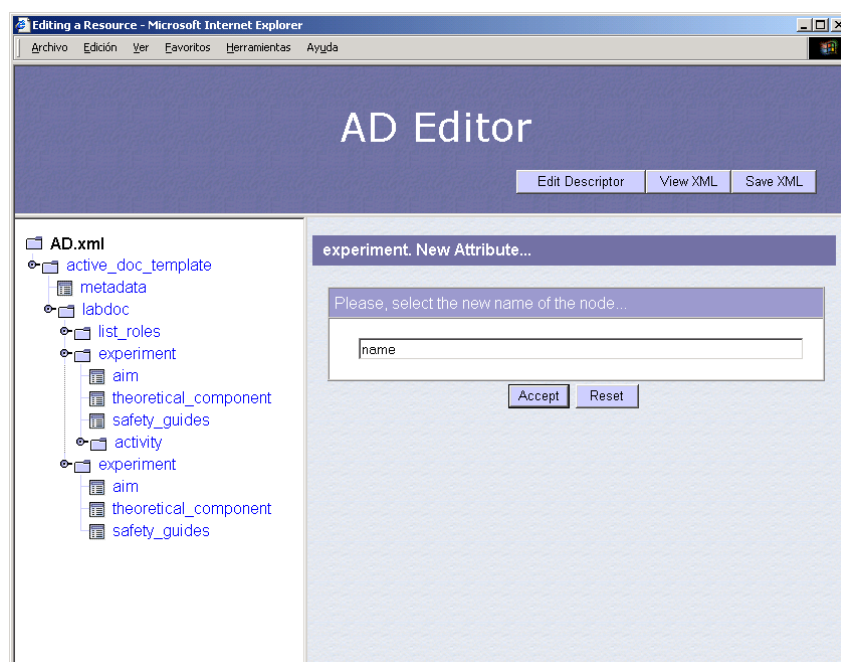 Editing a Resource - Microsoft Internet Explorer
Archivo Edición Ver Favoritos Herramientas Ayuda
AD Editor
Edit Descriptor View XML Save XML
AD.xml
active_doc_template
metadata
labdoc
list_roles
experiment
aim
theoretical_component
safety_guides
activity
experiment
aim
theoretical_component
safety_guides
experiment. New Attribute...
Please, select the new name of the node...
name
Accept Reset